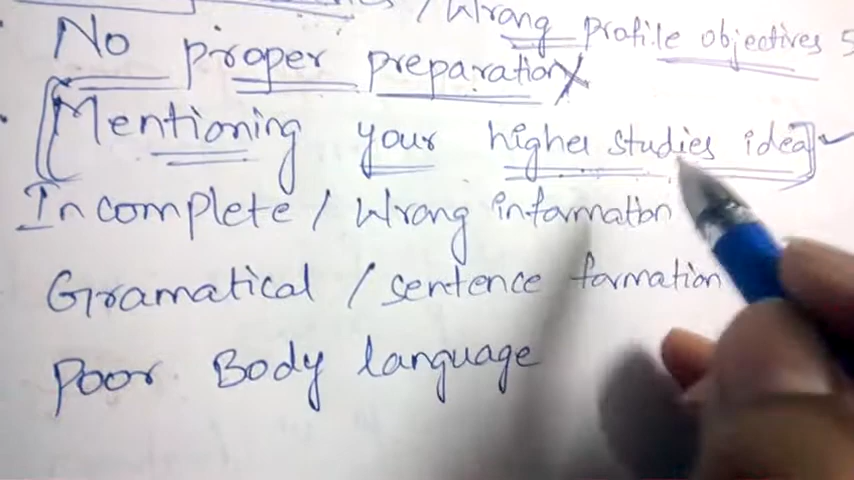 / Wrong profile objectives
No proper preparation X
[Mentioning your higher studies idea] ✓
Incomplete / Wrong information
Gramatical / sentence formation
Poor Body language